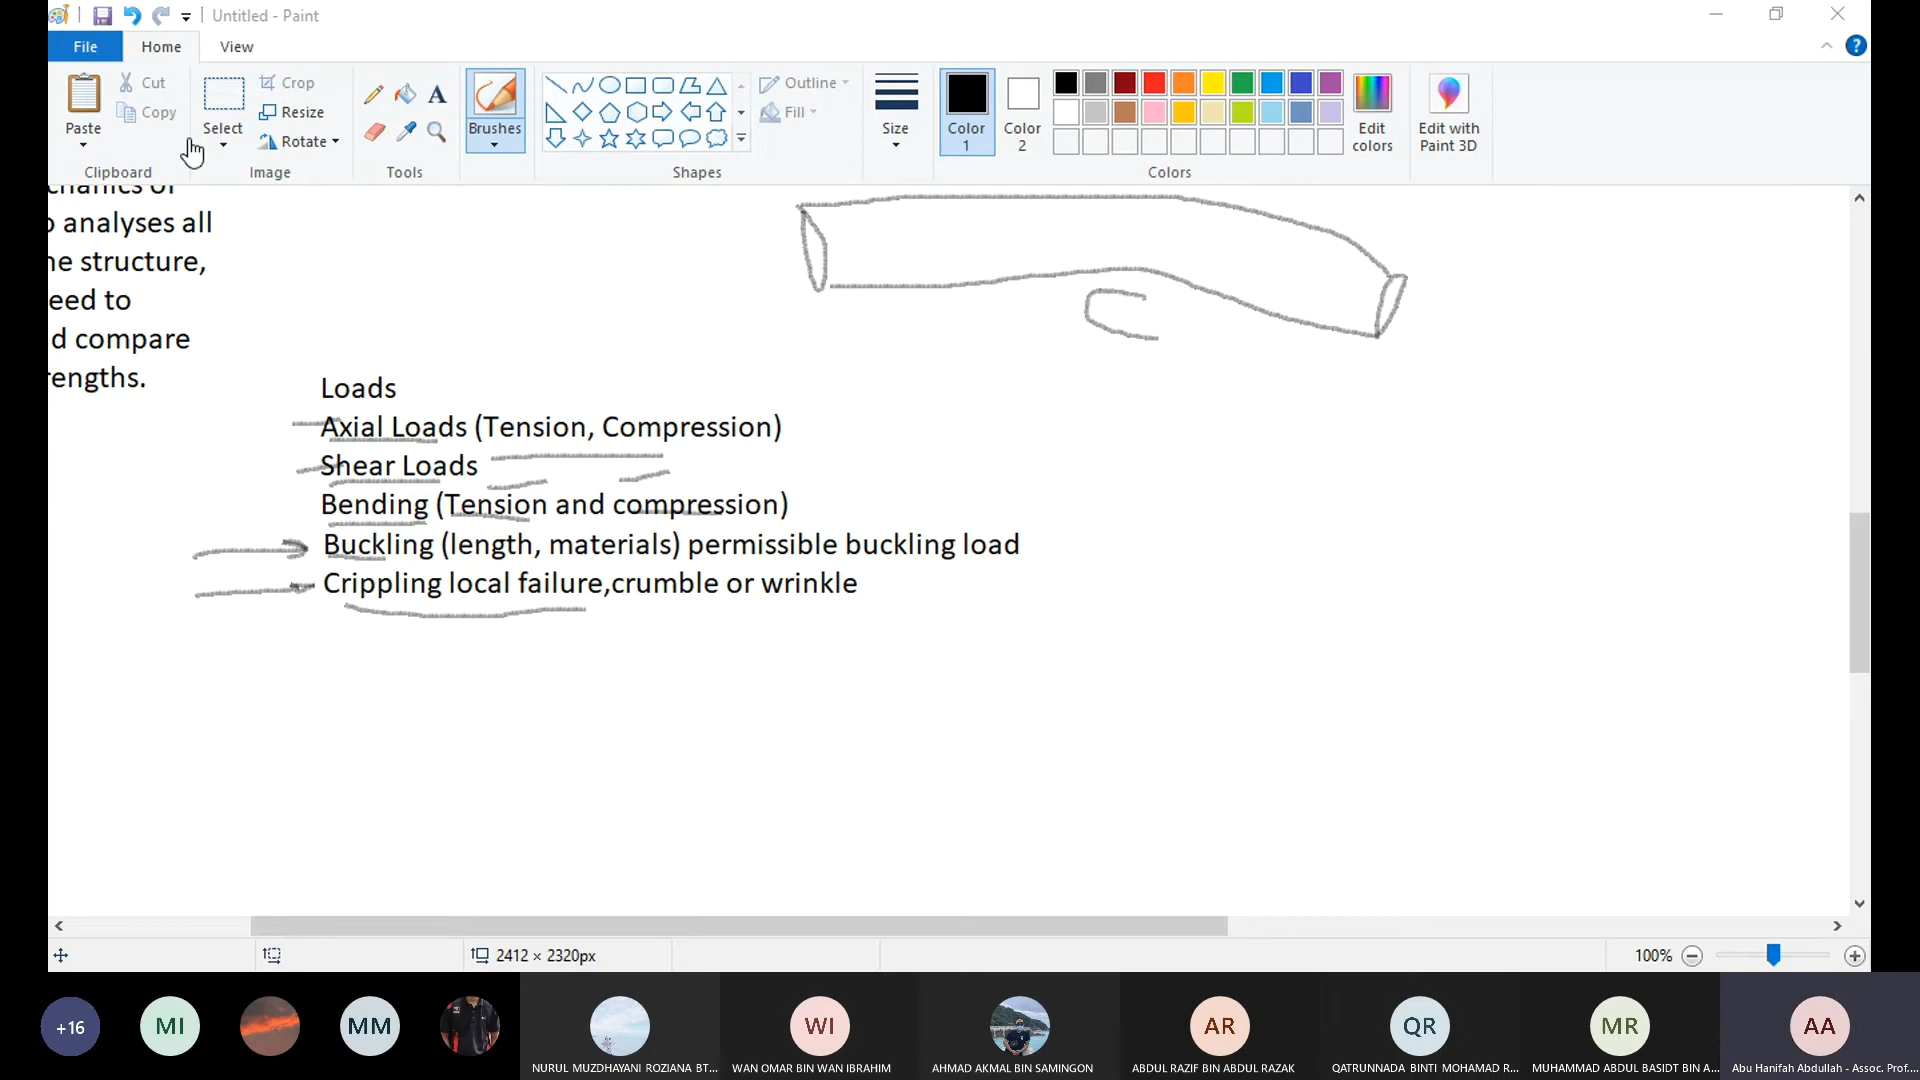 Untitled - Paint
File Home View
Cut
Copy
Paste
Crop
Resize
Select
Rotate
Brushes
Outline
Fill
Size
Color 1
Color 2
Edit colors
Edit with Paint 3D
Clipboard Image Tools Shapes Colors
analyses all
structure,
to
compare
Loads
Axial Loads (Tension, Compression)
Shear Loads
Bending (Tension and compression)
Buckling (length, materials) permissible buckling load
Crippling local failure,crumble or wrinkle
2412 × 2320px
100%
+16
MI
MM
WI
AR
QR
MR
AA
NURUL MUZDHAYANI ROZIANA BT...
WAN OMAR BIN WAN IBRAHIM
AHMAD AKMAL BIN SAMINGON
ABDUL RAZIF BIN ABDUL RAZAK
QATRUNNADA BINTI MOHAMAD R...
MUHAMMAD ABDUL BASIDT BIN A...
Abu Hanifah Abdullah - Assoc. Prof....